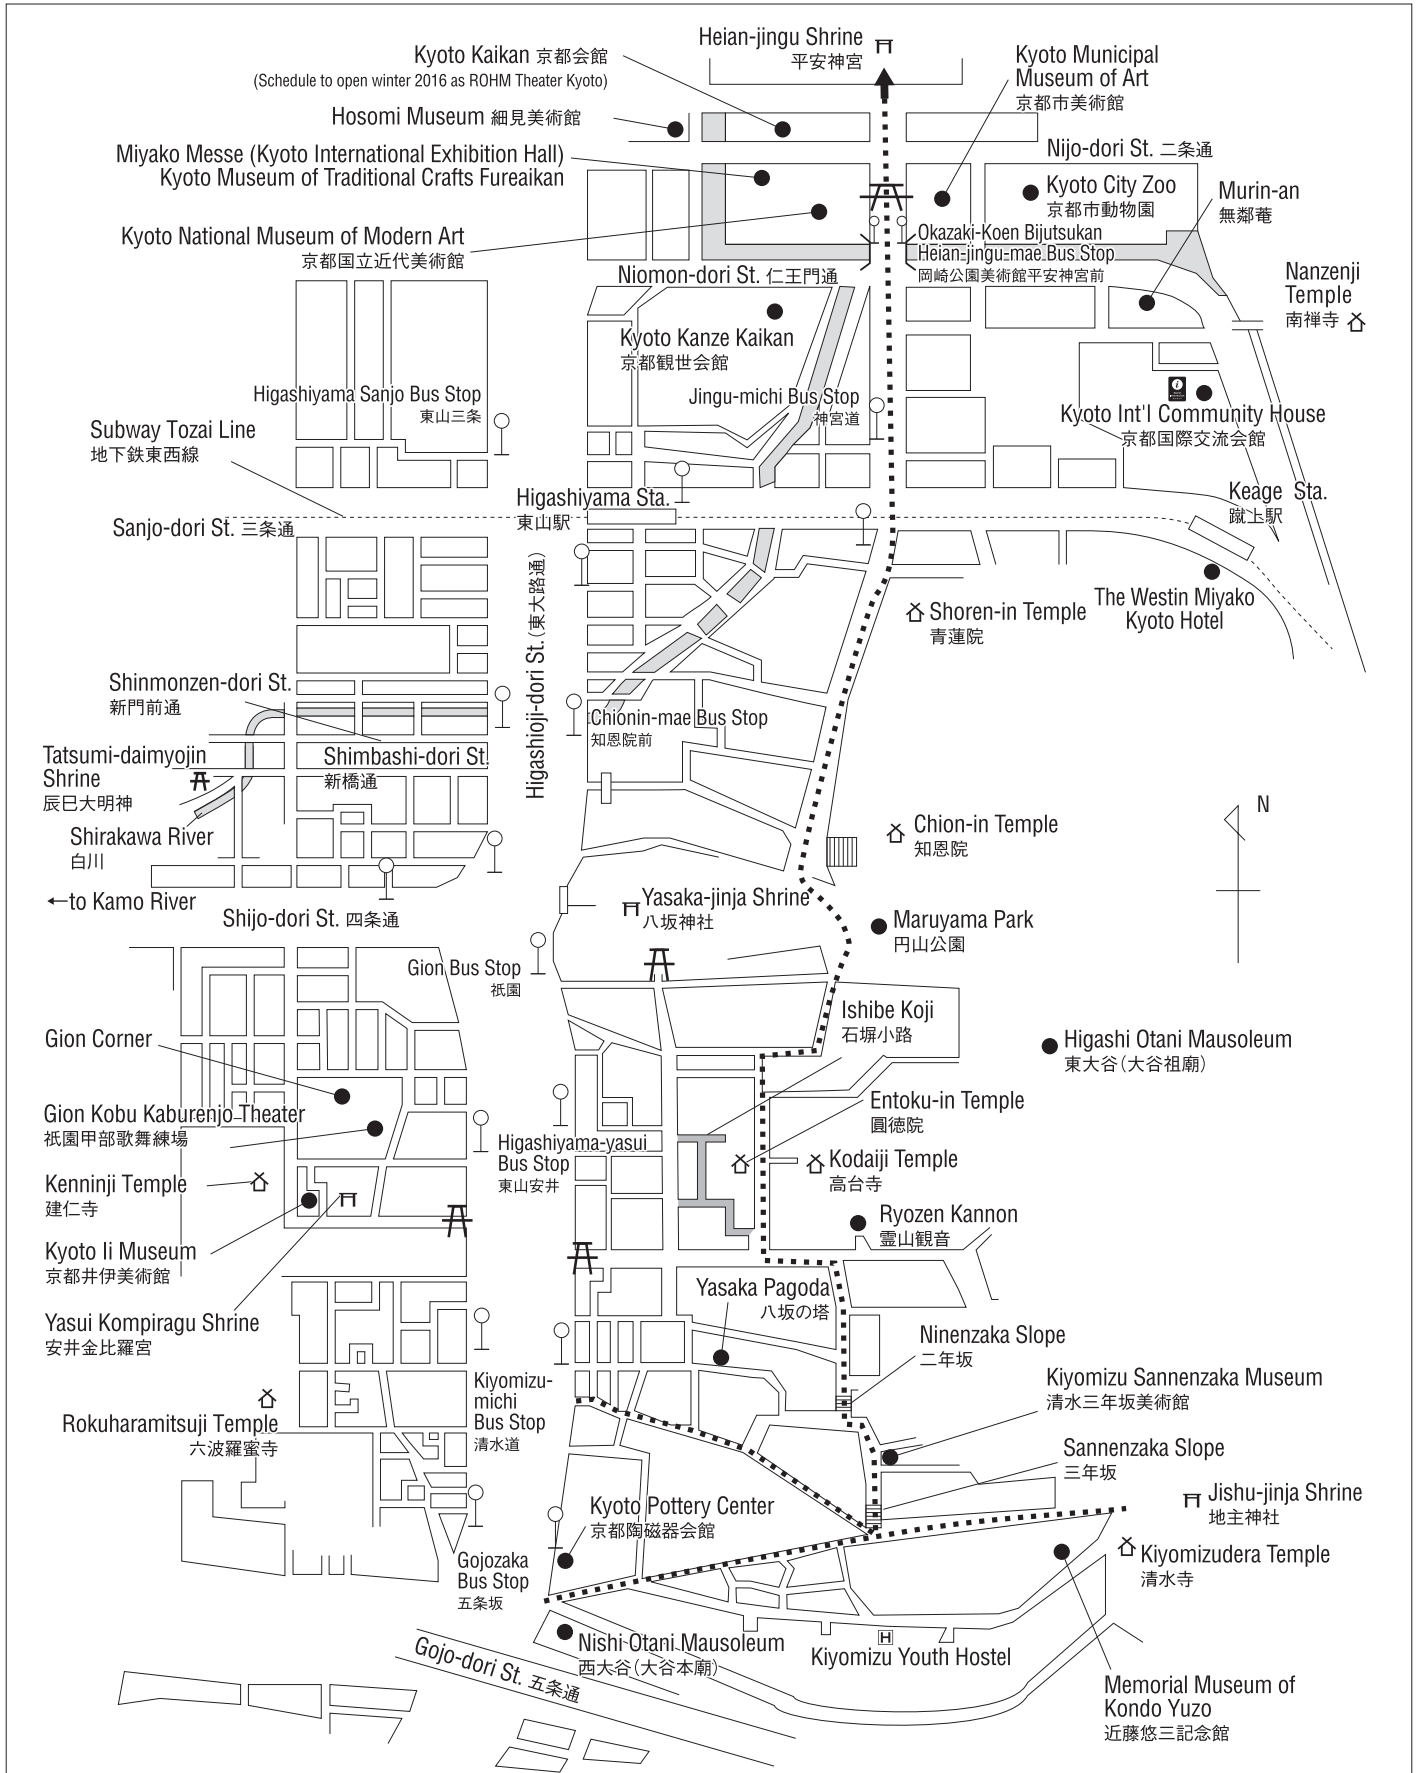 Heian-jingu Shrine
平安神宮
Kyoto Kaikan 京都会館
(Schedule to open winter 2016 as ROHM Theater Kyoto)
Kyoto Municipal
Museum of Art
京都市美術館
Hosomi Museum 細見美術館
Miyako Messe (Kyoto International Exhibition Hall)
Kyoto Museum of Traditional Crafts Fureaikan
Nijo-dori St. 二条通
Kyoto City Zoo
京都市動物園
Murin-an
無鄰菴
Kyoto National Museum of Modern Art
京都国立近代美術館
Okazaki-Koen Bijutsukan
Heian-jingu-mae Bus Stop
岡崎公園美術館平安神宮前
Niomon-dori St. 仁王門通
Nanzenji
Temple
南禅寺
Kyoto Kanze Kaikan
京都観世会館
Higashiyama Sanjo Bus Stop
東山三条
Jingu-michi Bus Stop
神宮道
i
Kyoto Int'l Community House
京都国際交流会館
Subway Tozai Line
地下鉄東西線
Higashiyama Sta.
東山駅
Keage Sta.
蹴上駅
Sanjo-dori St. 三条通
Higashioji-dori St.(東大路通)
The Westin Miyako
Kyoto Hotel
Shoren-in Temple
青蓮院
Shinmonzen-dori St.
新門前通
Chionin-mae Bus Stop
知恩院前
Tatsumi-daimyojin
Shrine
辰巳大明神
Shimbashi-dori St.
新橋通
Shirakawa River
白川
N
Chion-in Temple
知恩院
←to Kamo River
Shijo-dori St. 四条通
Yasaka-jinja Shrine
八坂神社
Maruyama Park
円山公園
Gion Bus Stop
祇園
Ishibe Koji
石塀小路
Gion Corner
Higashi Otani Mausoleum
東大谷(大谷祖廟)
Gion Kobu Kaburenjo Theater
祇園甲部歌舞練場
Entoku-in Temple
圓徳院
Higashiyama-yasui
Bus Stop
東山安井
Kodaiji Temple
高台寺
Kenninji Temple
建仁寺
Ryozen Kannon
霊山観音
Kyoto Ii Museum
京都井伊美術館
Yasaka Pagoda
八坂の塔
Yasui Kompiragu Shrine
安井金比羅宮
Ninenzaka Slope
二年坂
Kiyomizu-
michi
Bus Stop
清水道
Kiyomizu Sannenzaka Museum
清水三年坂美術館
Rokuharamitsuji Temple
六波羅蜜寺
Sannenzaka Slope
三年坂
Kyoto Pottery Center
京都陶磁器会館
Jishu-jinja Shrine
地主神社
Gojozaka
Bus Stop
五条坂
Kiyomizudera Temple
清水寺
Nishi Otani Mausoleum
西大谷(大谷本廟)
H
Kiyomizu Youth Hostel
Gojo-dori St. 五条通
Memorial Museum of
Kondo Yuzo
近藤悠三記念館